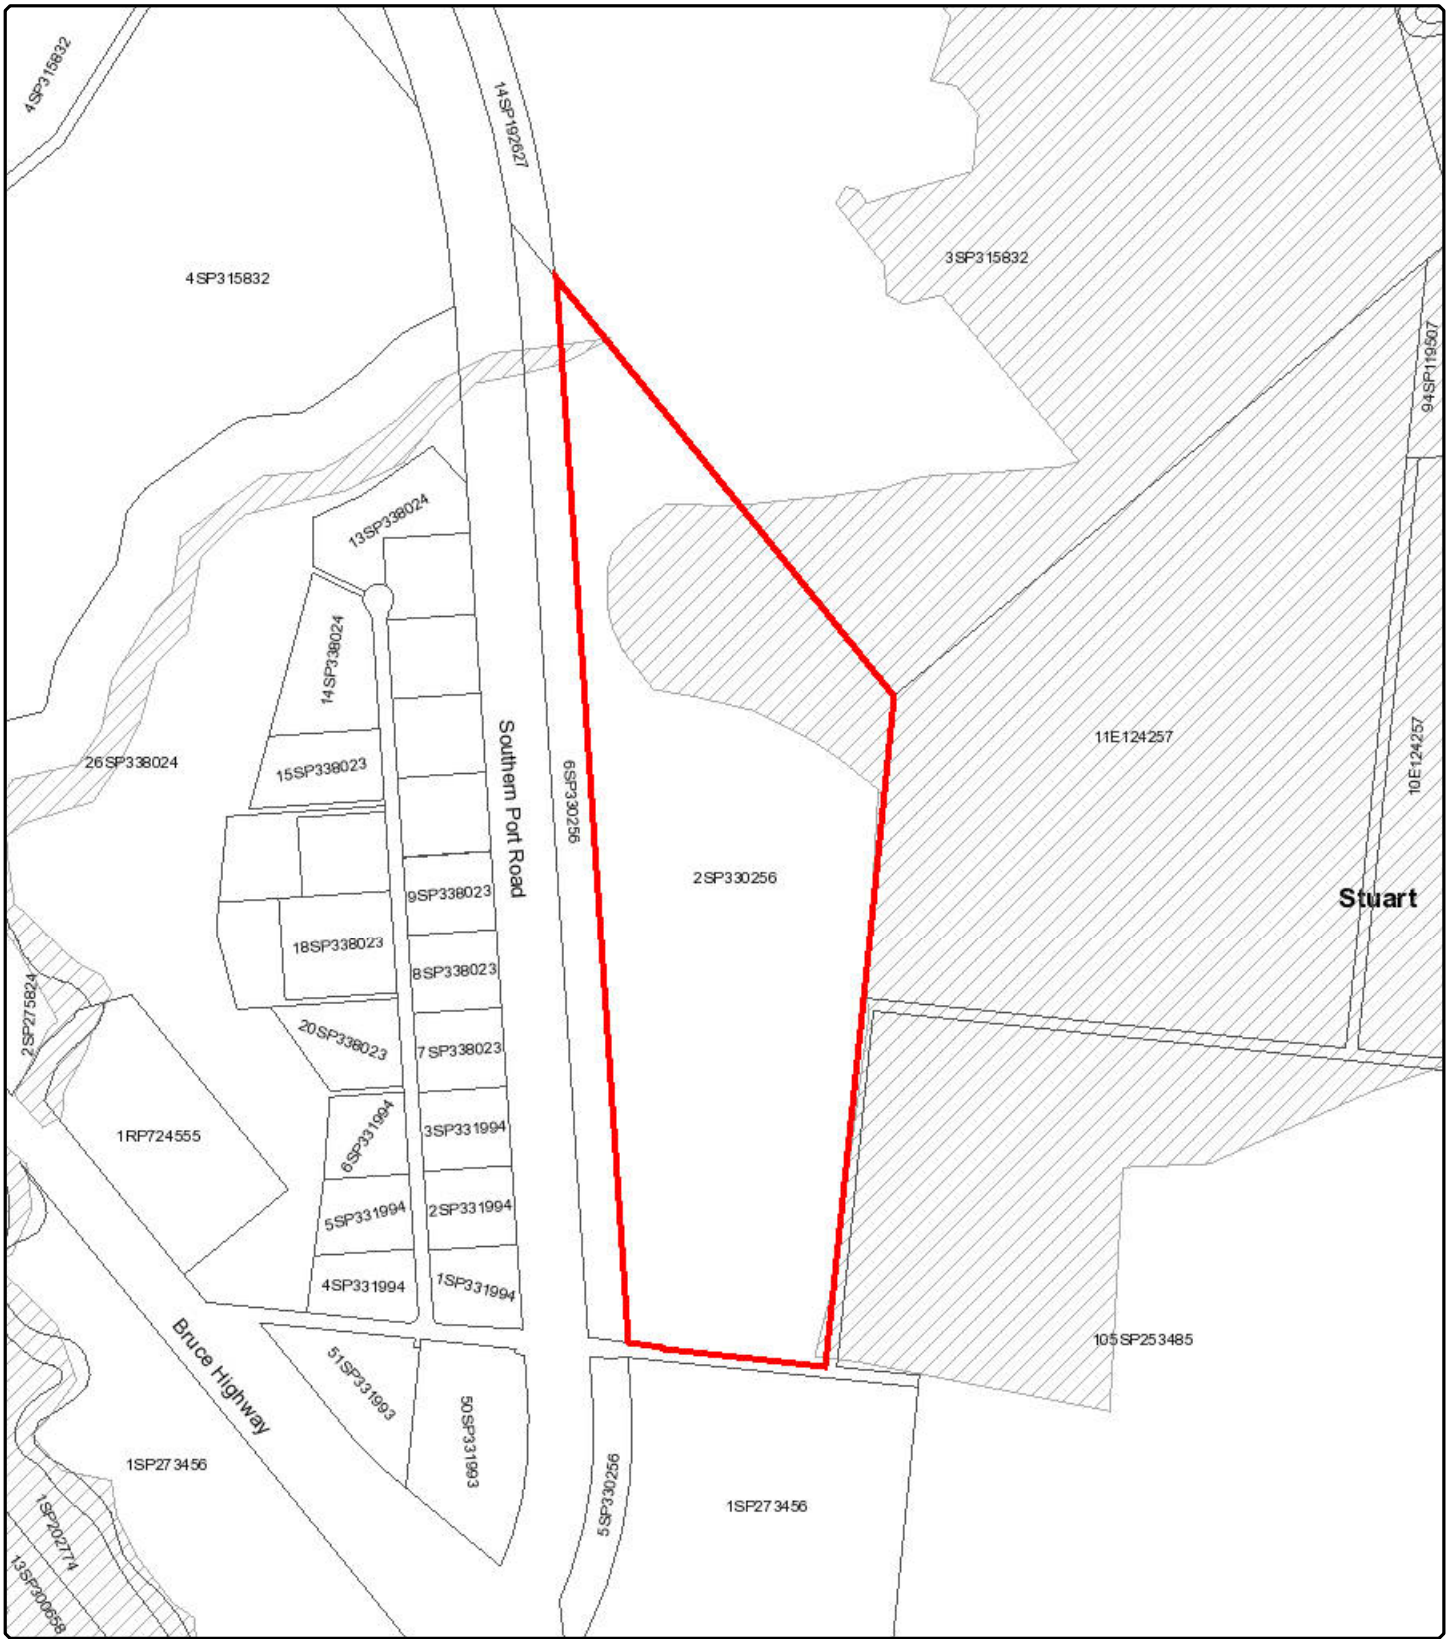 4SP315832
14SP192627
4SP315832
3SP315832
94SP119507
13SP338024
14SP338024
Southern Port Road
6SP330256
11E124257
10E124257
26SP338024
15SP338023
2SP330256
9SP338023
Stuart
18SP338023
8SP338023
2SP275824
20SP338023
7SP338023
1RP724555
6SP331994
3SP331994
5SP331994
2SP331994
4SP331994
1SP331994
Bruce Highway
51SP331993
105SP253485
50SP331993
1SP273456
5SP330256
1SP273456
1SP202774
13SP300658